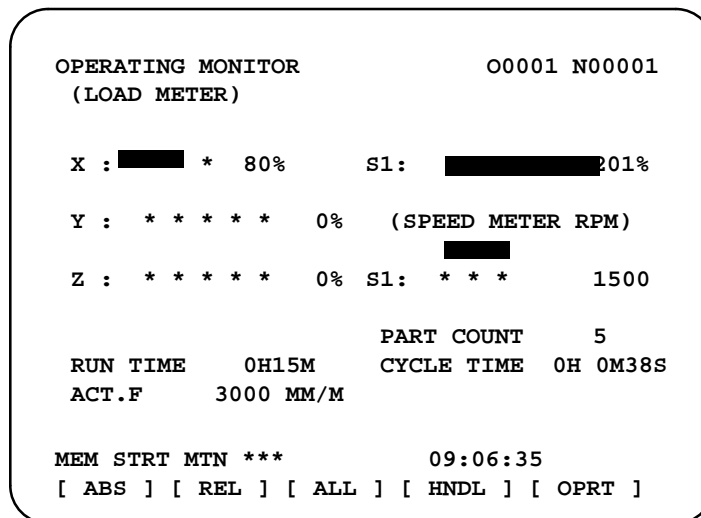 OPERATING MONITOR O0001 N00001
(LOAD METER)
X : * 80% S1: 201%
Y : * * * * * 0% (SPEED METER RPM)
Z : * * * * * 0% S1: * * * 1500
PART COUNT 5
RUN TIME 0H15M CYCLE TIME 0H 0M38S
ACT.F 3000 MM/M
MEM STRT MTN *** 09:06:35
[ ABS ] [ REL ] [ ALL ] [ HNDL ] [ OPRT ]